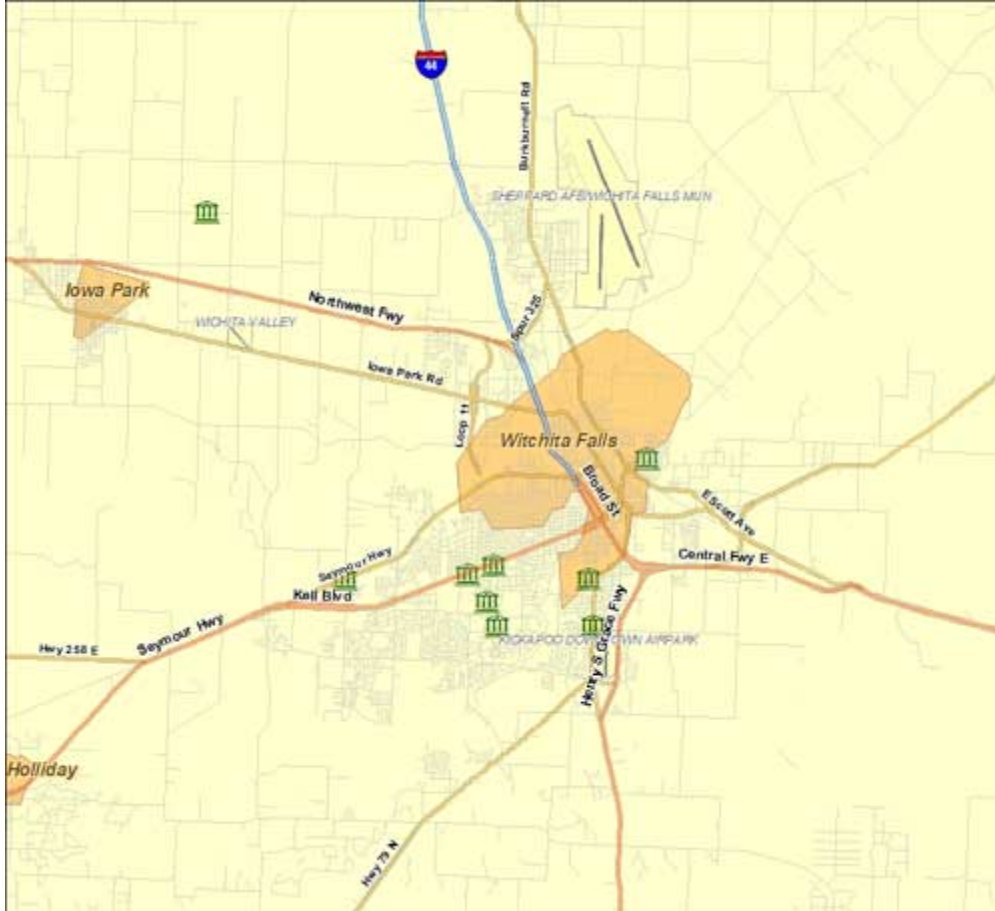 44
Burkburnett Rd
SHEPPARD AFB/WICHITA FALLS MUN
Iowa Park
Northwest Fwy
WICHITA VALLEY
Spur 325
Iowa Park Rd
Loop 11
Witchita Falls
Broad St
E Scott Ave
Seymour Hwy
Central Fwy E
Kell Blvd
Seymour Hwy
Henry S Grace Fwy
KICKAPOO DOWNTOWN AIRPARK
Hwy 258 E
Holliday
Hwy 79 N